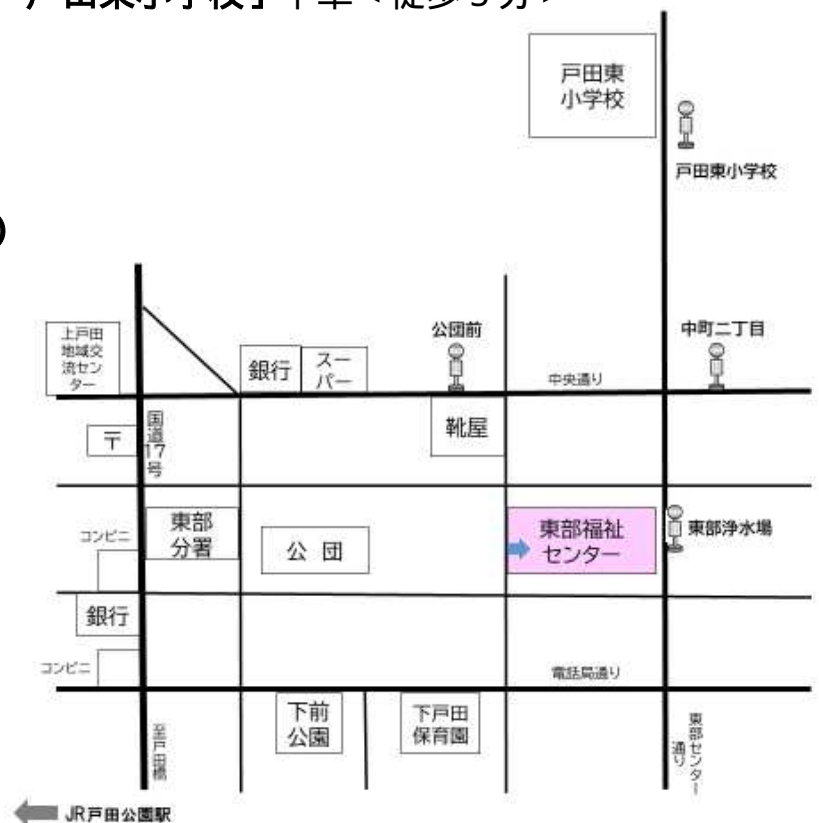 戸田東小学校」下車<徒歩5分>
戸田東
小学校
戸田東小学校
上戸田
地域交
流セン
ター
銀行
スー
パー
公団前
中町二丁目
中央通り
〒
国道17号
靴屋
コンビニ
東部
分署
公 団
東部福祉
センター
東部浄水場
銀行
コンビニ
電話局通り
下前
公園
下戸田
保育園
至戸田橋
東部センター
通り
JR戸田公園駅